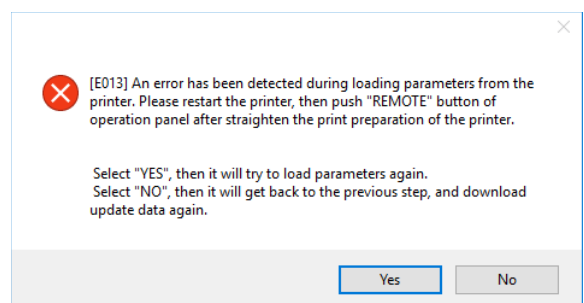 [E013] An error has been detected during loading parameters from the
printer. Please restart the printer, then push "REMOTE" button of
operation panel after straighten the print preparation of the printer.
Select "YES", then it will try to load parameters again.
Select "NO", then it will get back to the previous step, and download
update data again.
Yes No